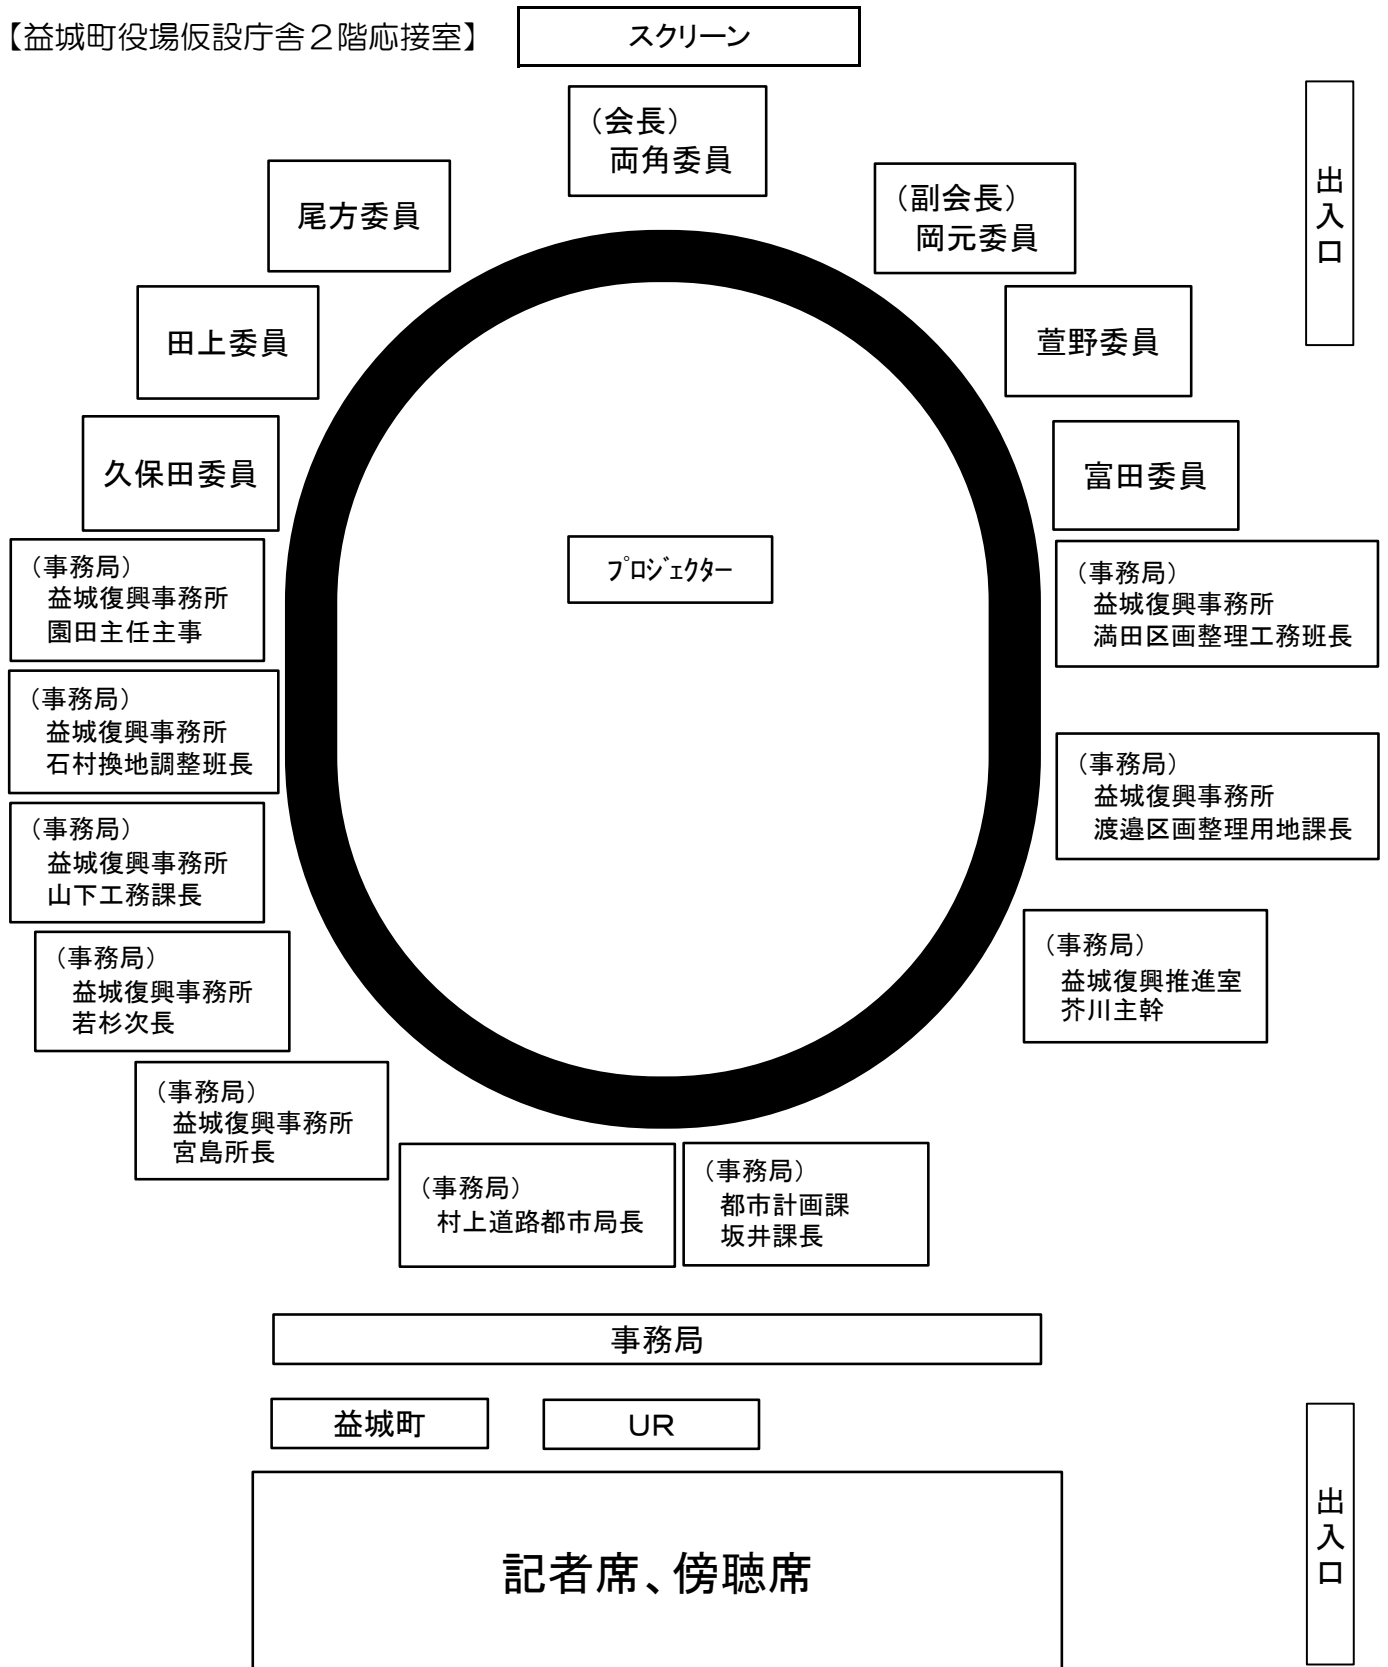 【益城町役場仮設庁舎２階応接室】
スクリーン
（会長）
両角委員
尾方委員
（副会長）
岡元委員
出入口
田上委員
萱野委員
久保田委員
富田委員
プロジェクター
（事務局）
益城復興事務所
園田主任主事
（事務局）
益城復興事務所
満田区画整理工務班長
（事務局）
益城復興事務所
石村換地調整班長
（事務局）
益城復興事務所
渡邉区画整理用地課長
（事務局）
益城復興事務所
山下工務課長
（事務局）
益城復興事務所
若杉次長
（事務局）
益城復興推進室
芥川主幹
（事務局）
益城復興事務所
宮島所長
（事務局）
村上道路都市局長
（事務局）
都市計画課
坂井課長
事務局
益城町
ＵＲ
記者席、傍聴席
出入口